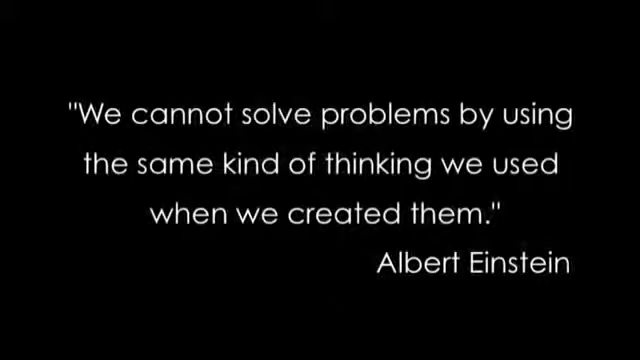 "We cannot solve problems by using
the same kind of thinking we used
when we created them."
Albert Einstein